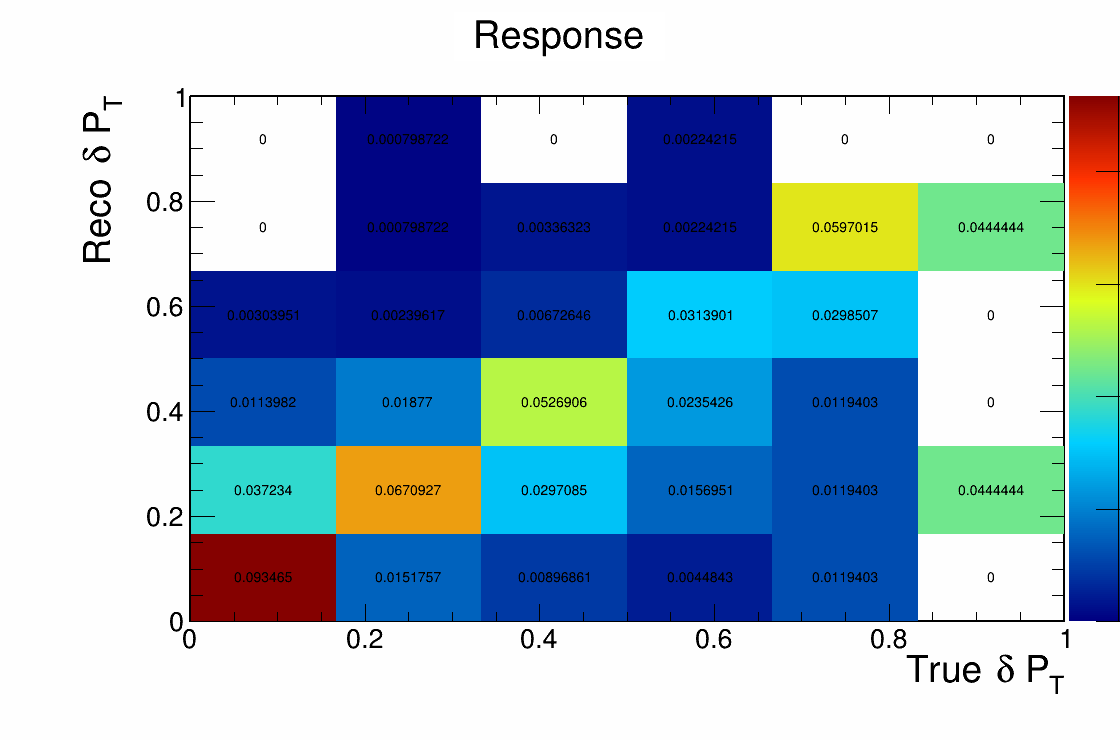 Response
Reco δ P_T
1
0 0.000798722 0 0.00224215 0 0
0.8
0 0.000798722 0.00336323 0.00224215 0.0597015 0.0444444
0.6
0.00303951 0.00239617 0.00672646 0.0313901 0.0298507 0
0.4
0.0113982 0.01877 0.0526906 0.0235426 0.0119403 0
0.037234 0.0670927 0.0297085 0.0156951 0.0119403 0.0444444
0.2
0.093465 0.0151757 0.00896861 0.0044843 0.0119403 0
0
0 0.2 0.4 0.6 0.8 1
True δ P_T